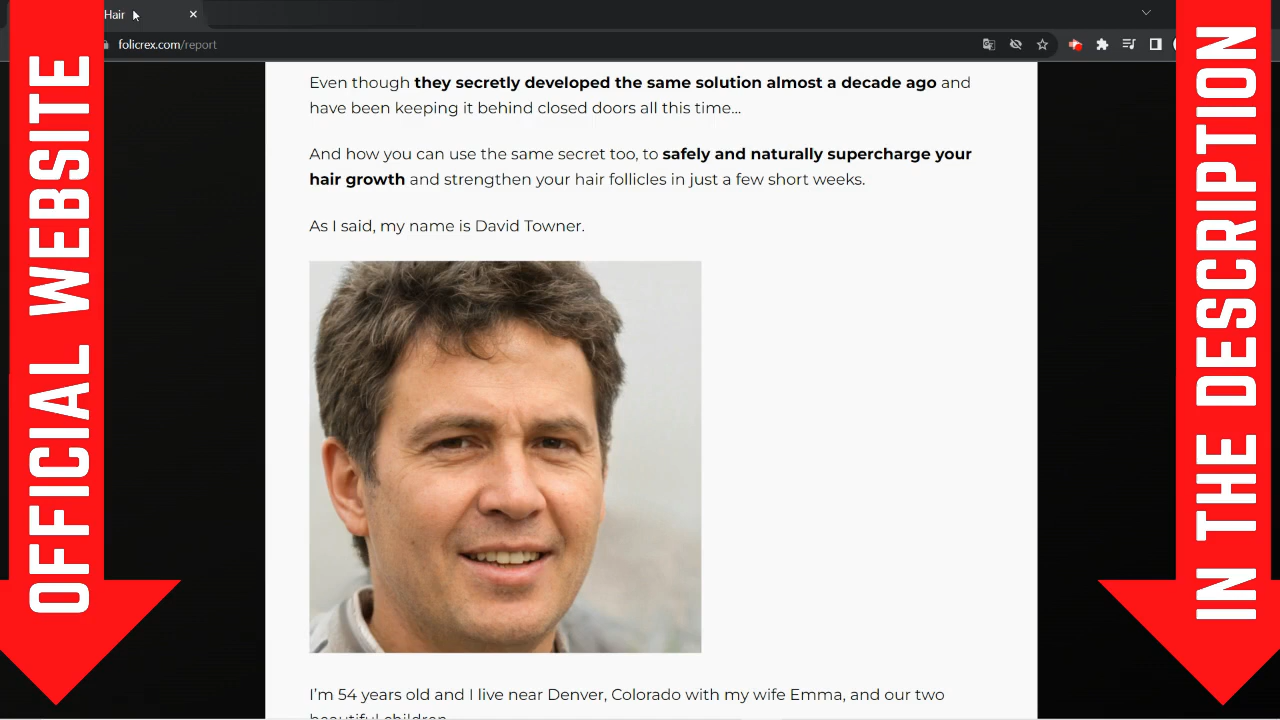 Hair
folicrex.com/report
OFFICIAL WEBSITE
IN THE DESCRIPTION
Even though they secretly developed the same solution almost a decade ago and
have been keeping it behind closed doors all this time...
And how you can use the same secret too, to safely and naturally supercharge your
hair growth and strengthen your hair follicles in just a few short weeks.
As I said, my name is David Towner.
I'm 54 years old and I live near Denver, Colorado with my wife Emma, and our two
beautiful children